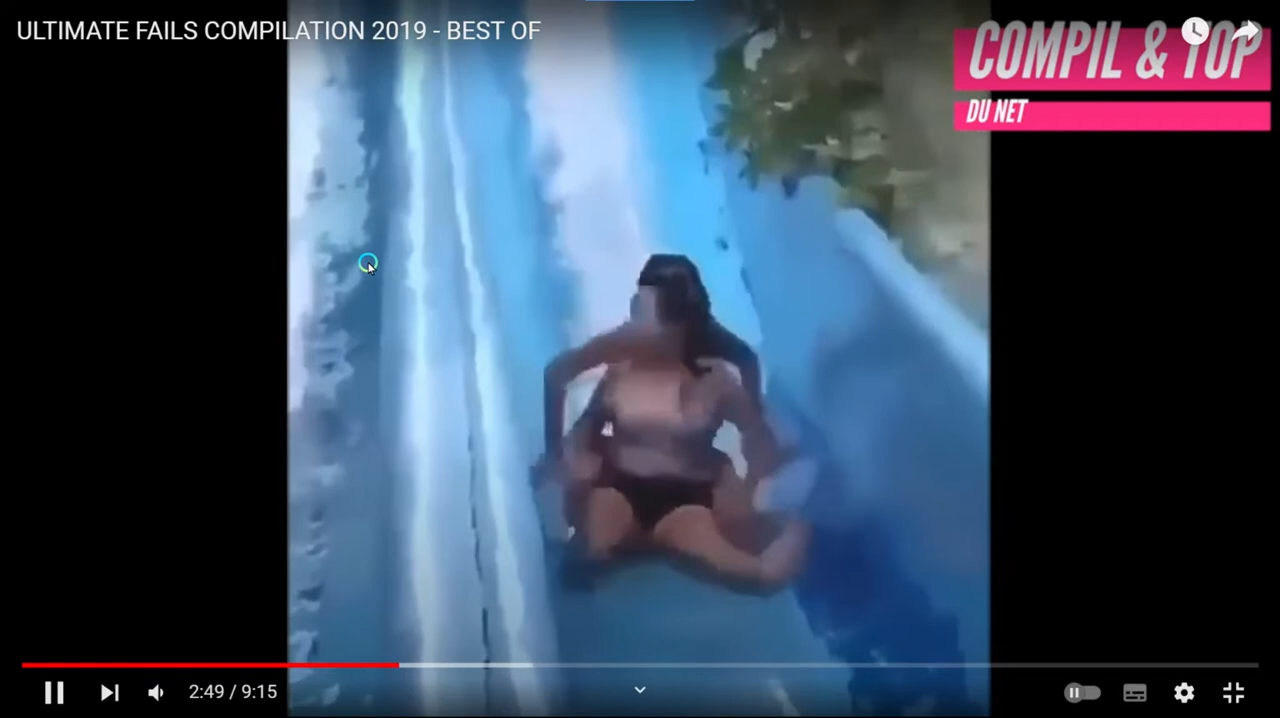 ULTIMATE FAILS COMPILATION 2019 - BEST OF
COMPIL & TOP
DU NET
2:49 / 9:15